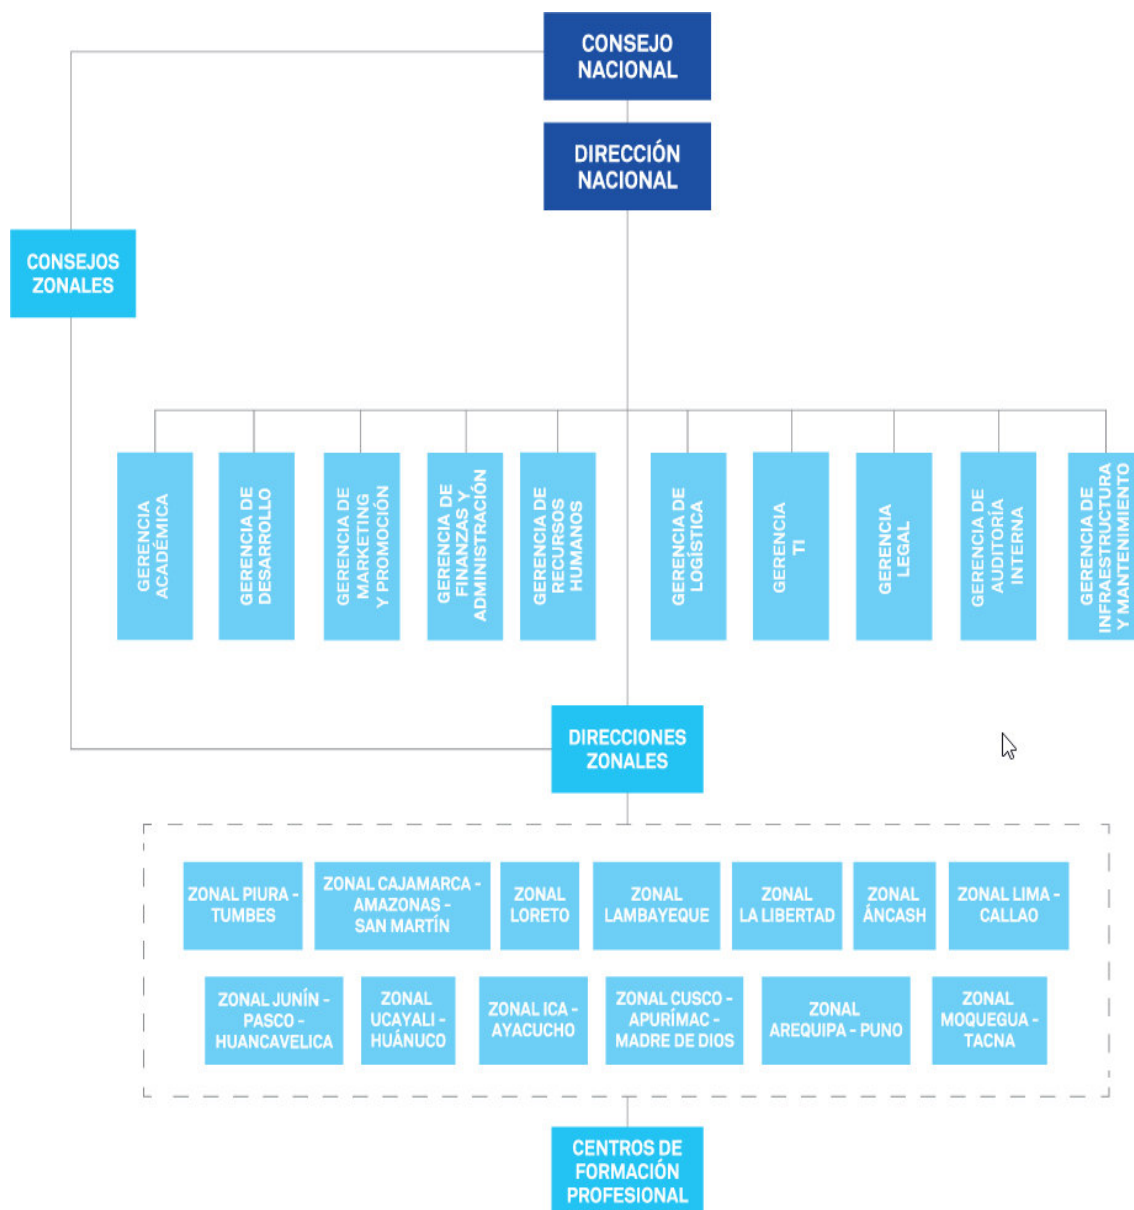 CONSEJO
NACIONAL
DIRECCIÓN
NACIONAL
CONSEJOS
ZONALES
GERENCIA
ACADÉMICA
GERENCIA DE
DESARROLLO
GERENCIA DE
MARKETING
Y PROMOCIÓN
GERENCIA DE
FINANZAS Y
ADMINISTRACIÓN
GERENCIA DE
RECURSOS
HUMANOS
GERENCIA DE
LOGÍSTICA
GERENCIA
TI
GERENCIA
LEGAL
GERENCIA DE
AUDITORÍA
INTERNA
GERENCIA DE
INFRAESTRUCTURA
Y MANTENIMIENTO
DIRECCIONES
ZONALES
ZONAL PIURA –
TUMBES
ZONAL CAJAMARCA –
AMAZONAS –
SAN MARTÍN
ZONAL
LORETO
ZONAL
LAMBAYEQUE
ZONAL
LA LIBERTAD
ZONAL
ÁNCASH
ZONAL LIMA –
CALLAO
ZONAL JUNÍN –
PASCO –
HUANCAVELICA
ZONAL
UCAYALI –
HUÁNUCO
ZONAL ICA –
AYACUCHO
ZONAL CUSCO –
APURÍMAC –
MADRE DE DIOS
ZONAL
AREQUIPA – PUNO
ZONAL
MOQUEGUA –
TACNA
CENTROS DE
FORMACIÓN
PROFESIONAL